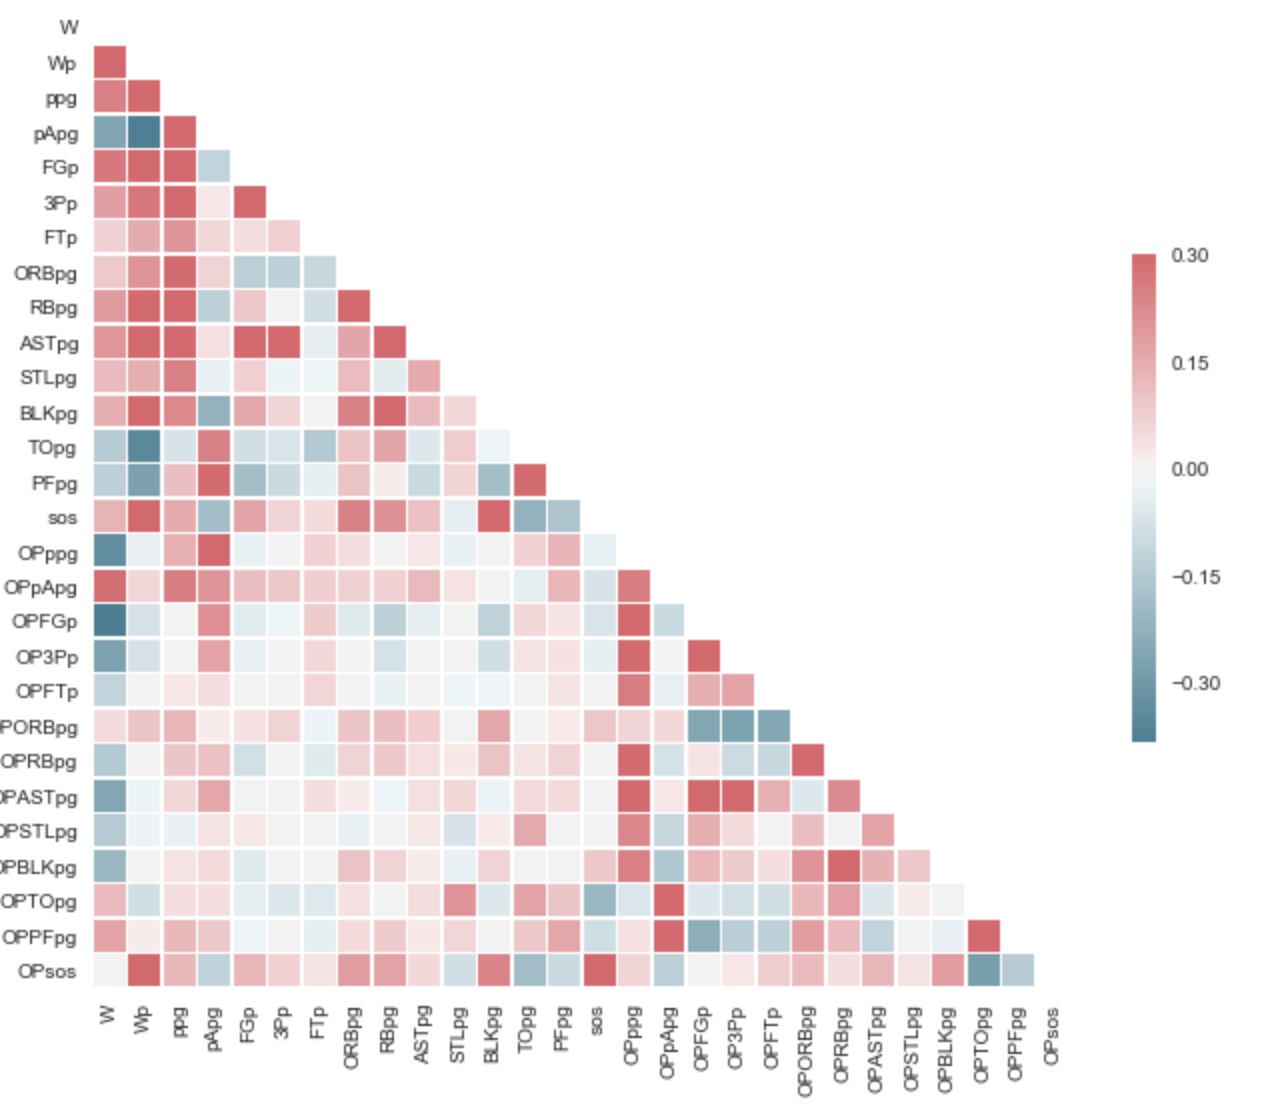 W
Wp
ppg
pApg
FGp
3Pp
FTp
ORBpg
RBpg
ASTpg
STLpg
BLKpg
TOpg
PFpg
sos
OPppg
OPpApg
OPFGp
OP3Pp
OPFTp
PORBpg
OPRBpg
PASTpg
PSTLpg
PBLKpg
OPTOpg
OPPFpg
OPsos
W
Wp
ppg
pApg
FGp
3Pp
FTp
ORBpg
RBpg
ASTpg
STLpg
BLKpg
TOpg
PFpg
sos
OPppg
OPpApg
OPFGp
OP3Pp
OPFTp
OPORBpg
OPRBpg
OPASTpg
OPSTLpg
OPBLKpg
OPTOpg
OPPFpg
OPsos
0.30
0.15
0.00
−0.15
−0.30